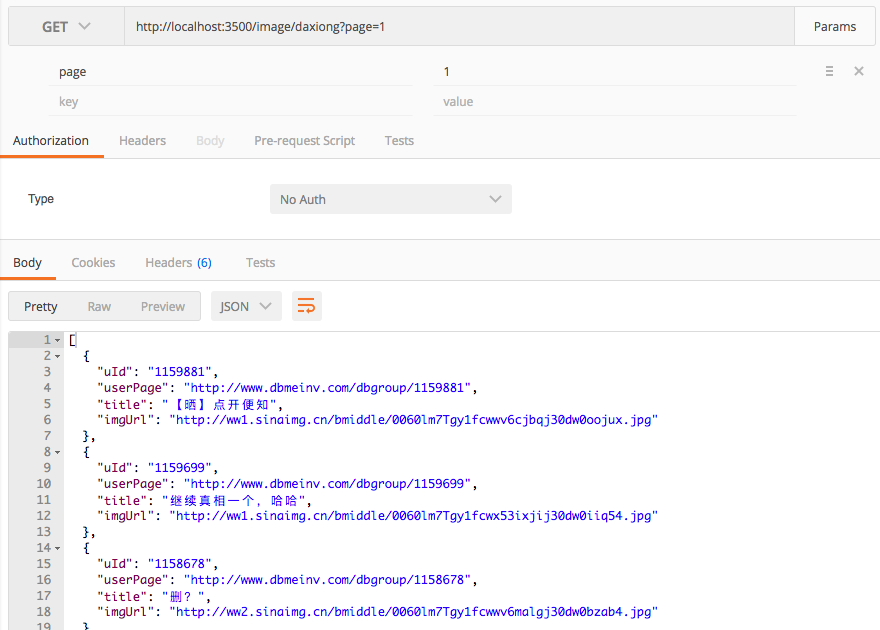 GET http://localhost:3500/image/daxiong?page=1 Params
page 1
key value
Authorization Headers Body Pre-request Script Tests
Type No Auth
Body Cookies Headers (6) Tests
Pretty Raw Preview JSON
1 [
2 {
3 "uId": "1159881",
4 "userPage": "http://www.dbmeinv.com/dbgroup/1159881",
5 "title": "【晒】点开便知",
6 "imgUrl": "http://ww1.sinaimg.cn/bmiddle/0060lm7Tgy1fcwwv6cjbqj30dw0oojux.jpg"
7 },
8 {
9 "uId": "1159699",
10 "userPage": "http://www.dbmeinv.com/dbgroup/1159699",
11 "title": "继续真相一个，哈哈",
12 "imgUrl": "http://ww1.sinaimg.cn/bmiddle/0060lm7Tgy1fcwx53ixjij30dw0iiq54.jpg"
13 },
14 {
15 "uId": "1158678",
16 "userPage": "http://www.dbmeinv.com/dbgroup/1158678",
17 "title": "删？",
18 "imgUrl": "http://ww2.sinaimg.cn/bmiddle/0060lm7Tgy1fcwwv6malgj30dw0bzab4.jpg"
19 }